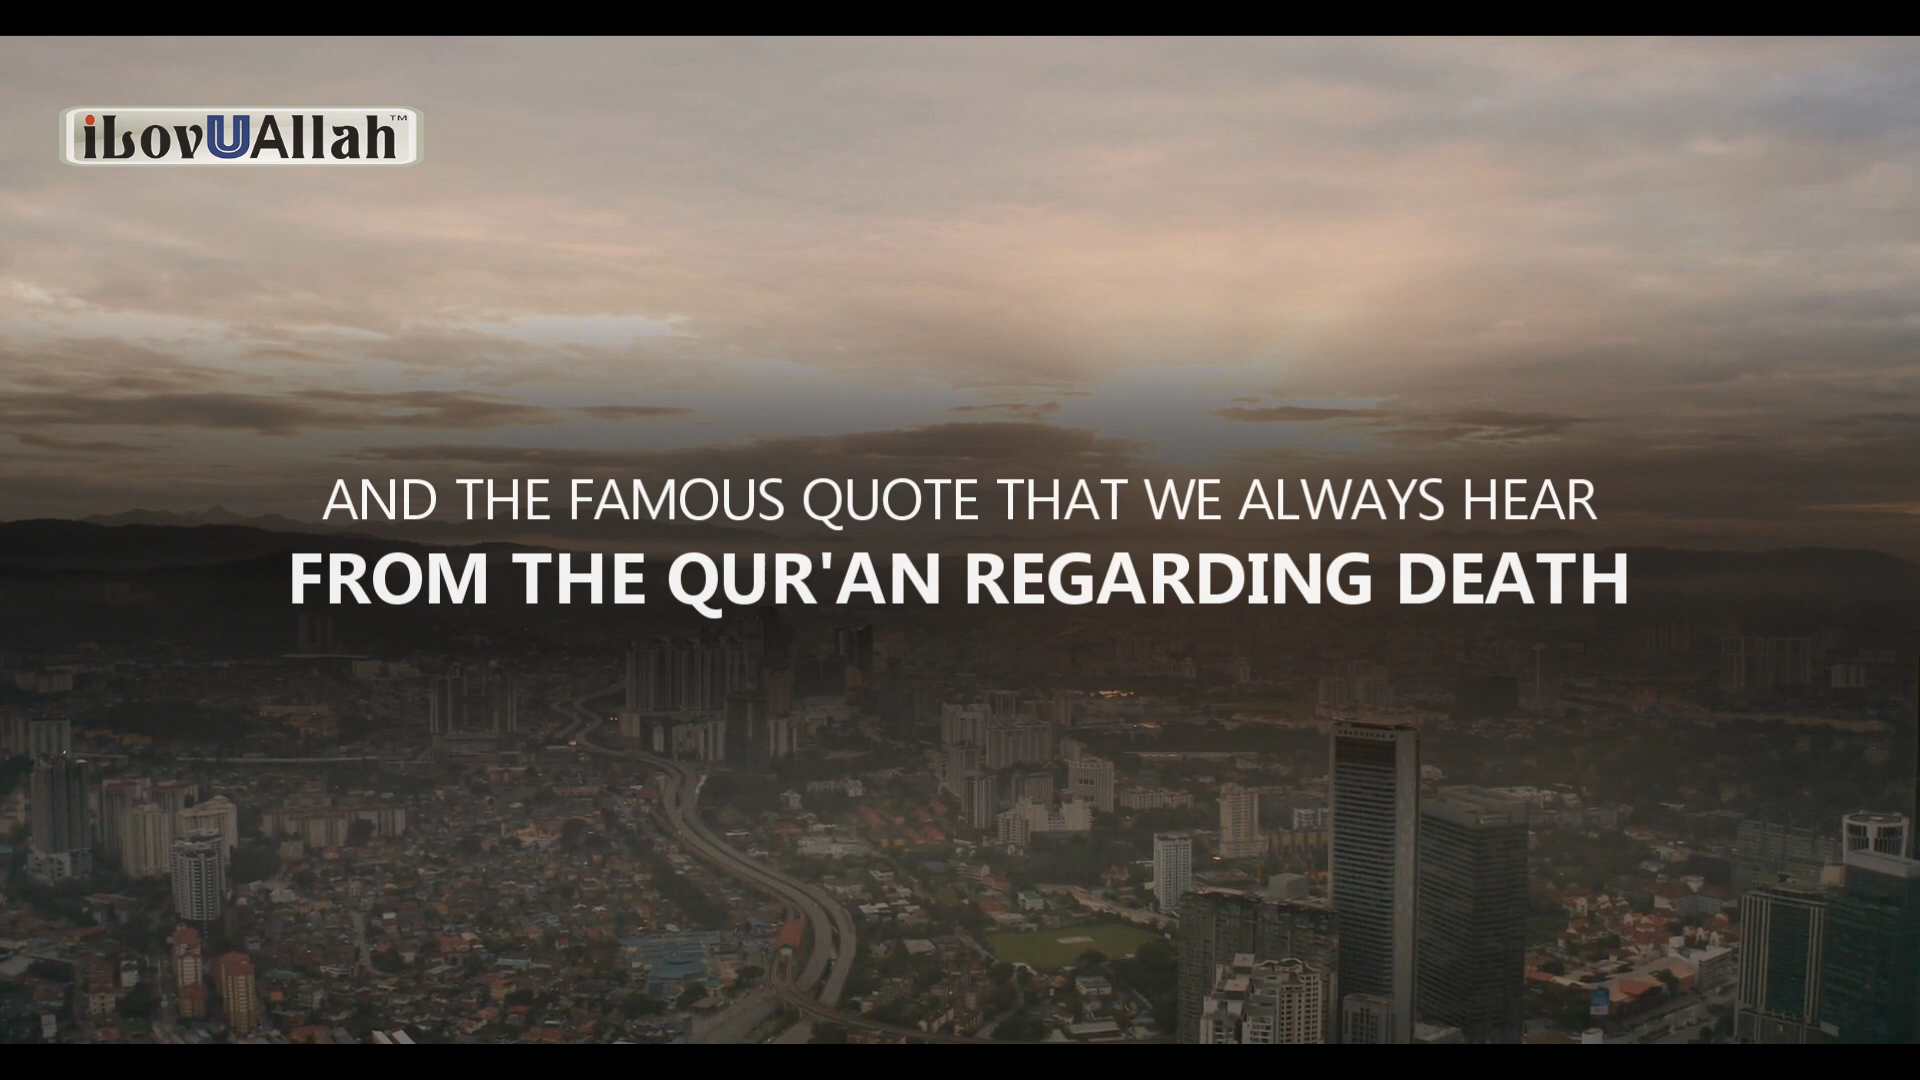 iLovUAllah™
AND THE FAMOUS QUOTE THAT WE ALWAYS HEAR
FROM THE QUR'AN REGARDING DEATH